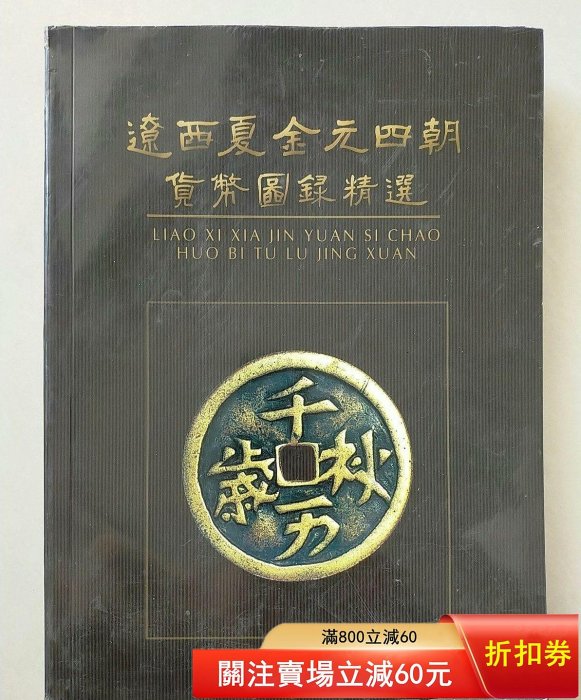 遼西夏金元四朝
貨幣圖録精選
LIAO XI XIA JIN YUAN SI CHAO
HUO BI TU LU JING XUAN
千
歲 秋
万
滿800立減60
關注賣場立減60元
折扣券